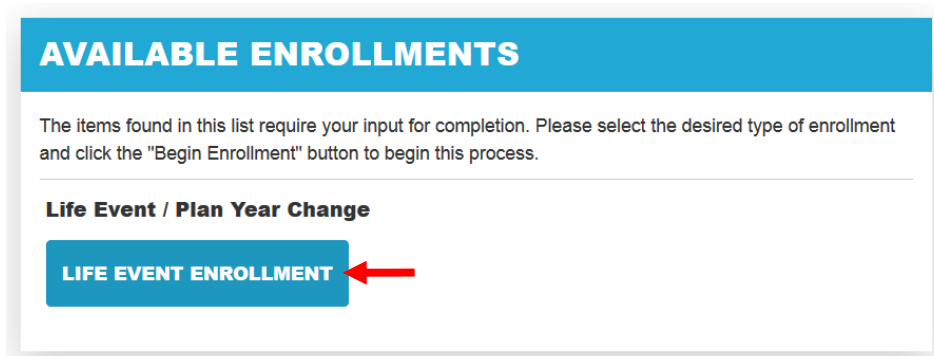 AVAILABLE ENROLLMENTS
The items found in this list require your input for completion. Please select the desired type of enrollment
and click the "Begin Enrollment" button to begin this process.
Life Event / Plan Year Change
LIFE EVENT ENROLLMENT